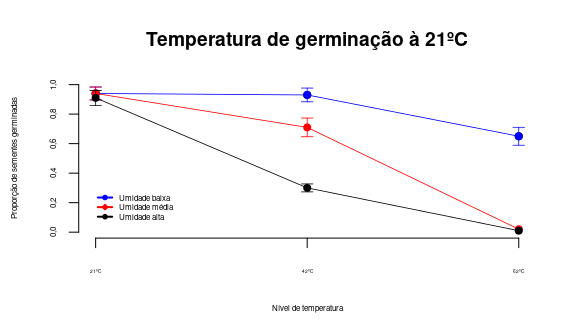 Temperatura de germinação à 21ºC
Proporção de sementes germinadas
1,0
0,8
0,6
0,4
0,2
0,0
Umidade baixa
Umidade média
Umidade alta
21ºC
42ºC
62ºC
Nível de temperatura